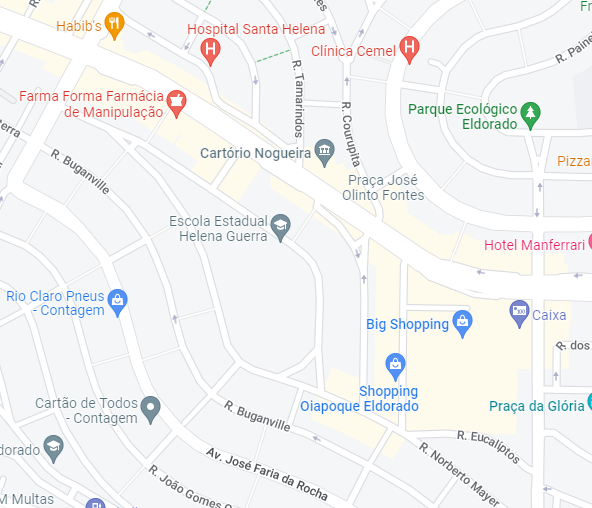 Fr
Habib's
Hospital Santa Helena
Clínica Cemel
R. Paine
R. Tamarindos
R. Courupita
Farma Forma Farmácia
de Manipulação
Parque Ecológico
Eldorado
erra
R. Buganville
Cartório Nogueira
Pizza
Praça José
Olinto Fontes
Escola Estadual
Helena Guerra
Hotel Manferrari
Rio Claro Pneus
- Contagem
Big Shopping
Caixa
R. dos
Shopping
Oiapoque Eldorado
Cartão de Todos
- Contagem
R. Buganville
Praça da Glória
R. Eucaliptos
dorado
Av. José Faria da Rocha
R. Norberto Mayer
R. João Gomes C
M Multas